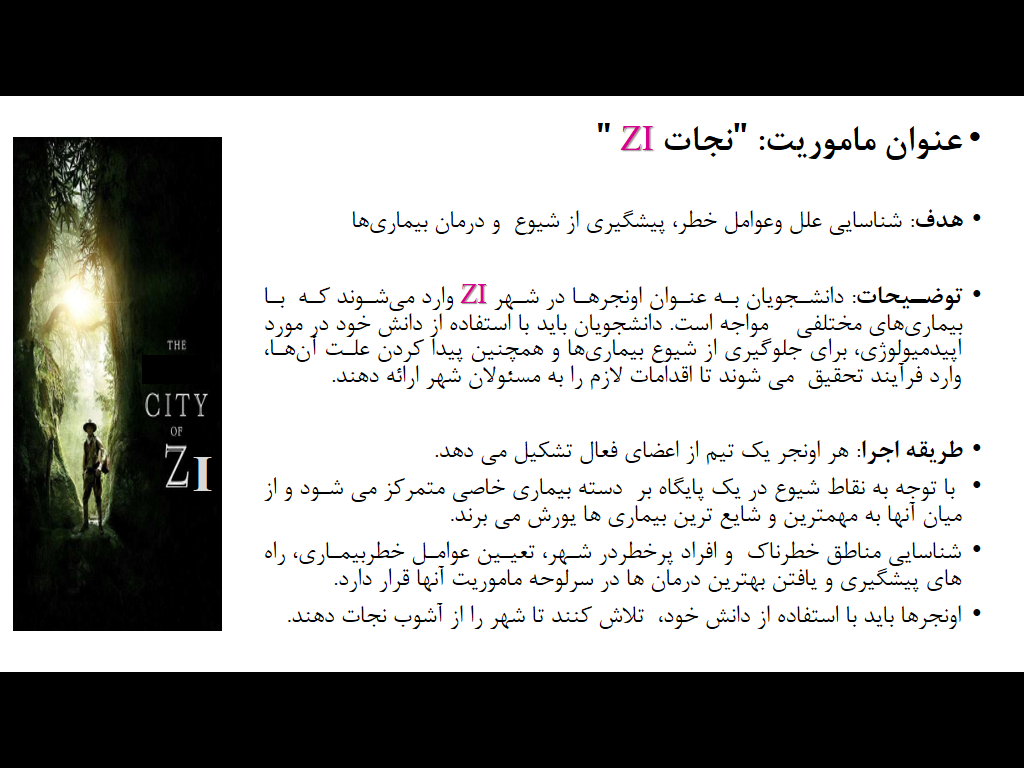 • عنوان ماموریت: "نجات ZI "
• هدف: شناسایی علل وعوامل خطر، پیشگیری از شیوع و درمان بیماری‌ها
• توضیحات: دانشجویان به عنوان اونجرها در شهر ZI وارد می‌شوند که با
بیماری‌های مختلفی مواجه است. دانشجویان باید با استفاده از دانش خود در مورد
اپیدمیولوژی، برای جلوگیری از شیوع بیماری‌ها و همچنین پیدا کردن علت آن‌ها،
وارد فرآیند تحقیق می شوند تا اقدامات لازم را به مسئولان شهر ارائه دهند.
• طریقه اجرا: هر اونجر یک تیم از اعضای فعال تشکیل می دهد.
• با توجه به نقاط شیوع در یک پایگاه بر دسته بیماری خاصی متمرکز می شود و از
میان آنها به مهمترین و شایع ترین بیماری ها یورش می برند.
• شناسایی مناطق خطرناک و افراد پرخطردر شهر، تعیین عوامل خطربیماری، راه
های پیشگیری و یافتن بهترین درمان ها در سرلوحه ماموریت آنها قرار دارد.
• اونجرها باید با استفاده از دانش خود، تلاش کنند تا شهر را از آشوب نجات دهند.
THE
CITY
OF
ZI